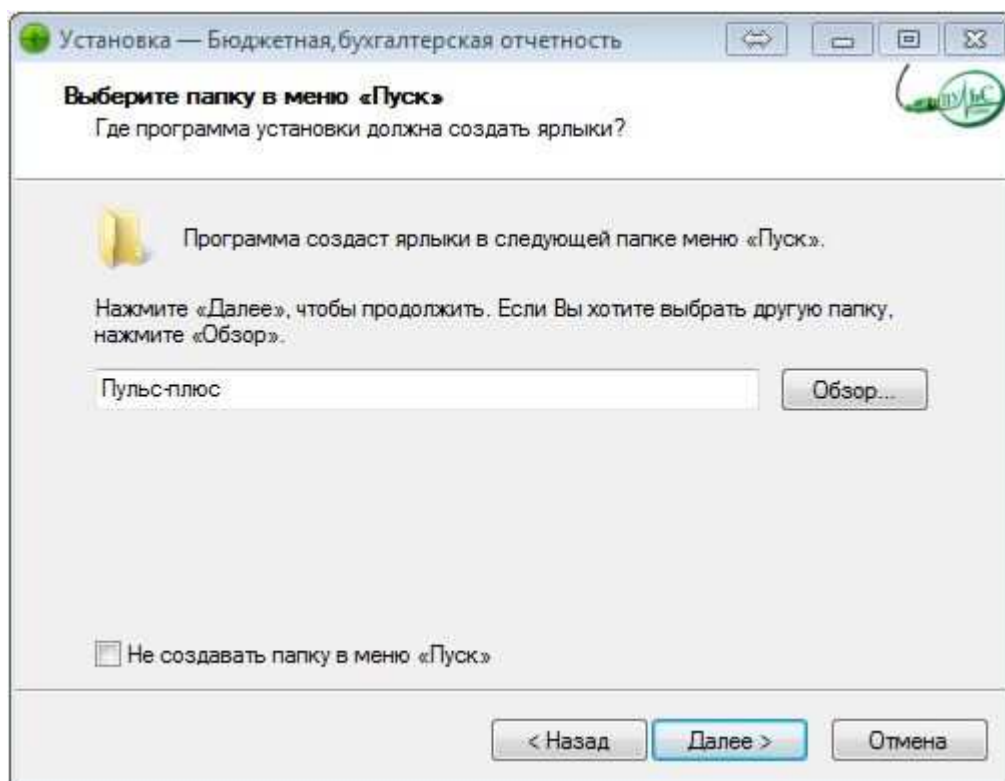 Установка — Бюджетная,бухгалтерская отчетность
Выберите папку в меню «Пуск»
Где программа установки должна создать ярлыки?
ПУЛЬС
Программа создаст ярлыки в следующей папке меню «Пуск».
Нажмите «Далее», чтобы продолжить. Если Вы хотите выбрать другую папку,
нажмите «Обзор».
Пульс-плюс
Обзор...
Не создавать папку в меню «Пуск»
< Назад
Далее >
Отмена